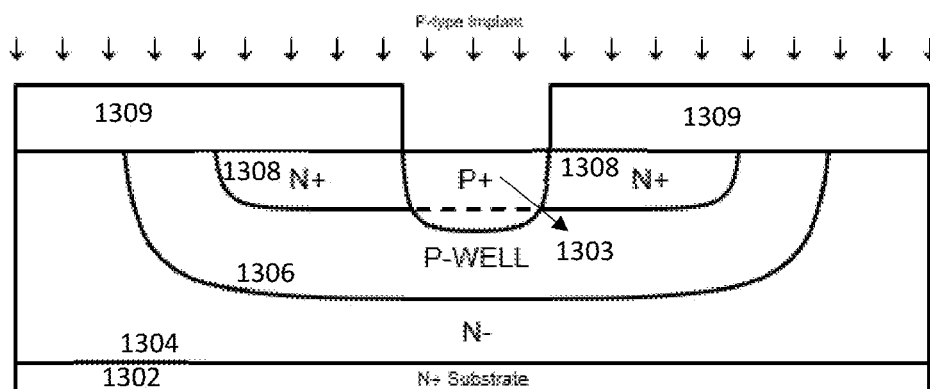 P-type Implant
1309 1309
1308 N+ P+ 1308 N+
P-WELL 1303
1306
N-
1304
1302 N+ Substrate